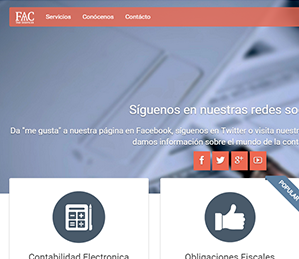 FAC
Servicios Conócenos Contácto
Síguenos en nuestras redes so
Da "me gusta" a nuestra página en Facebook, síguenos en Twitter o visita nuestr
damos información sobre el mundo de la cont
POPULAR
Contabilidad Electronica
Obligaciones Fiscales